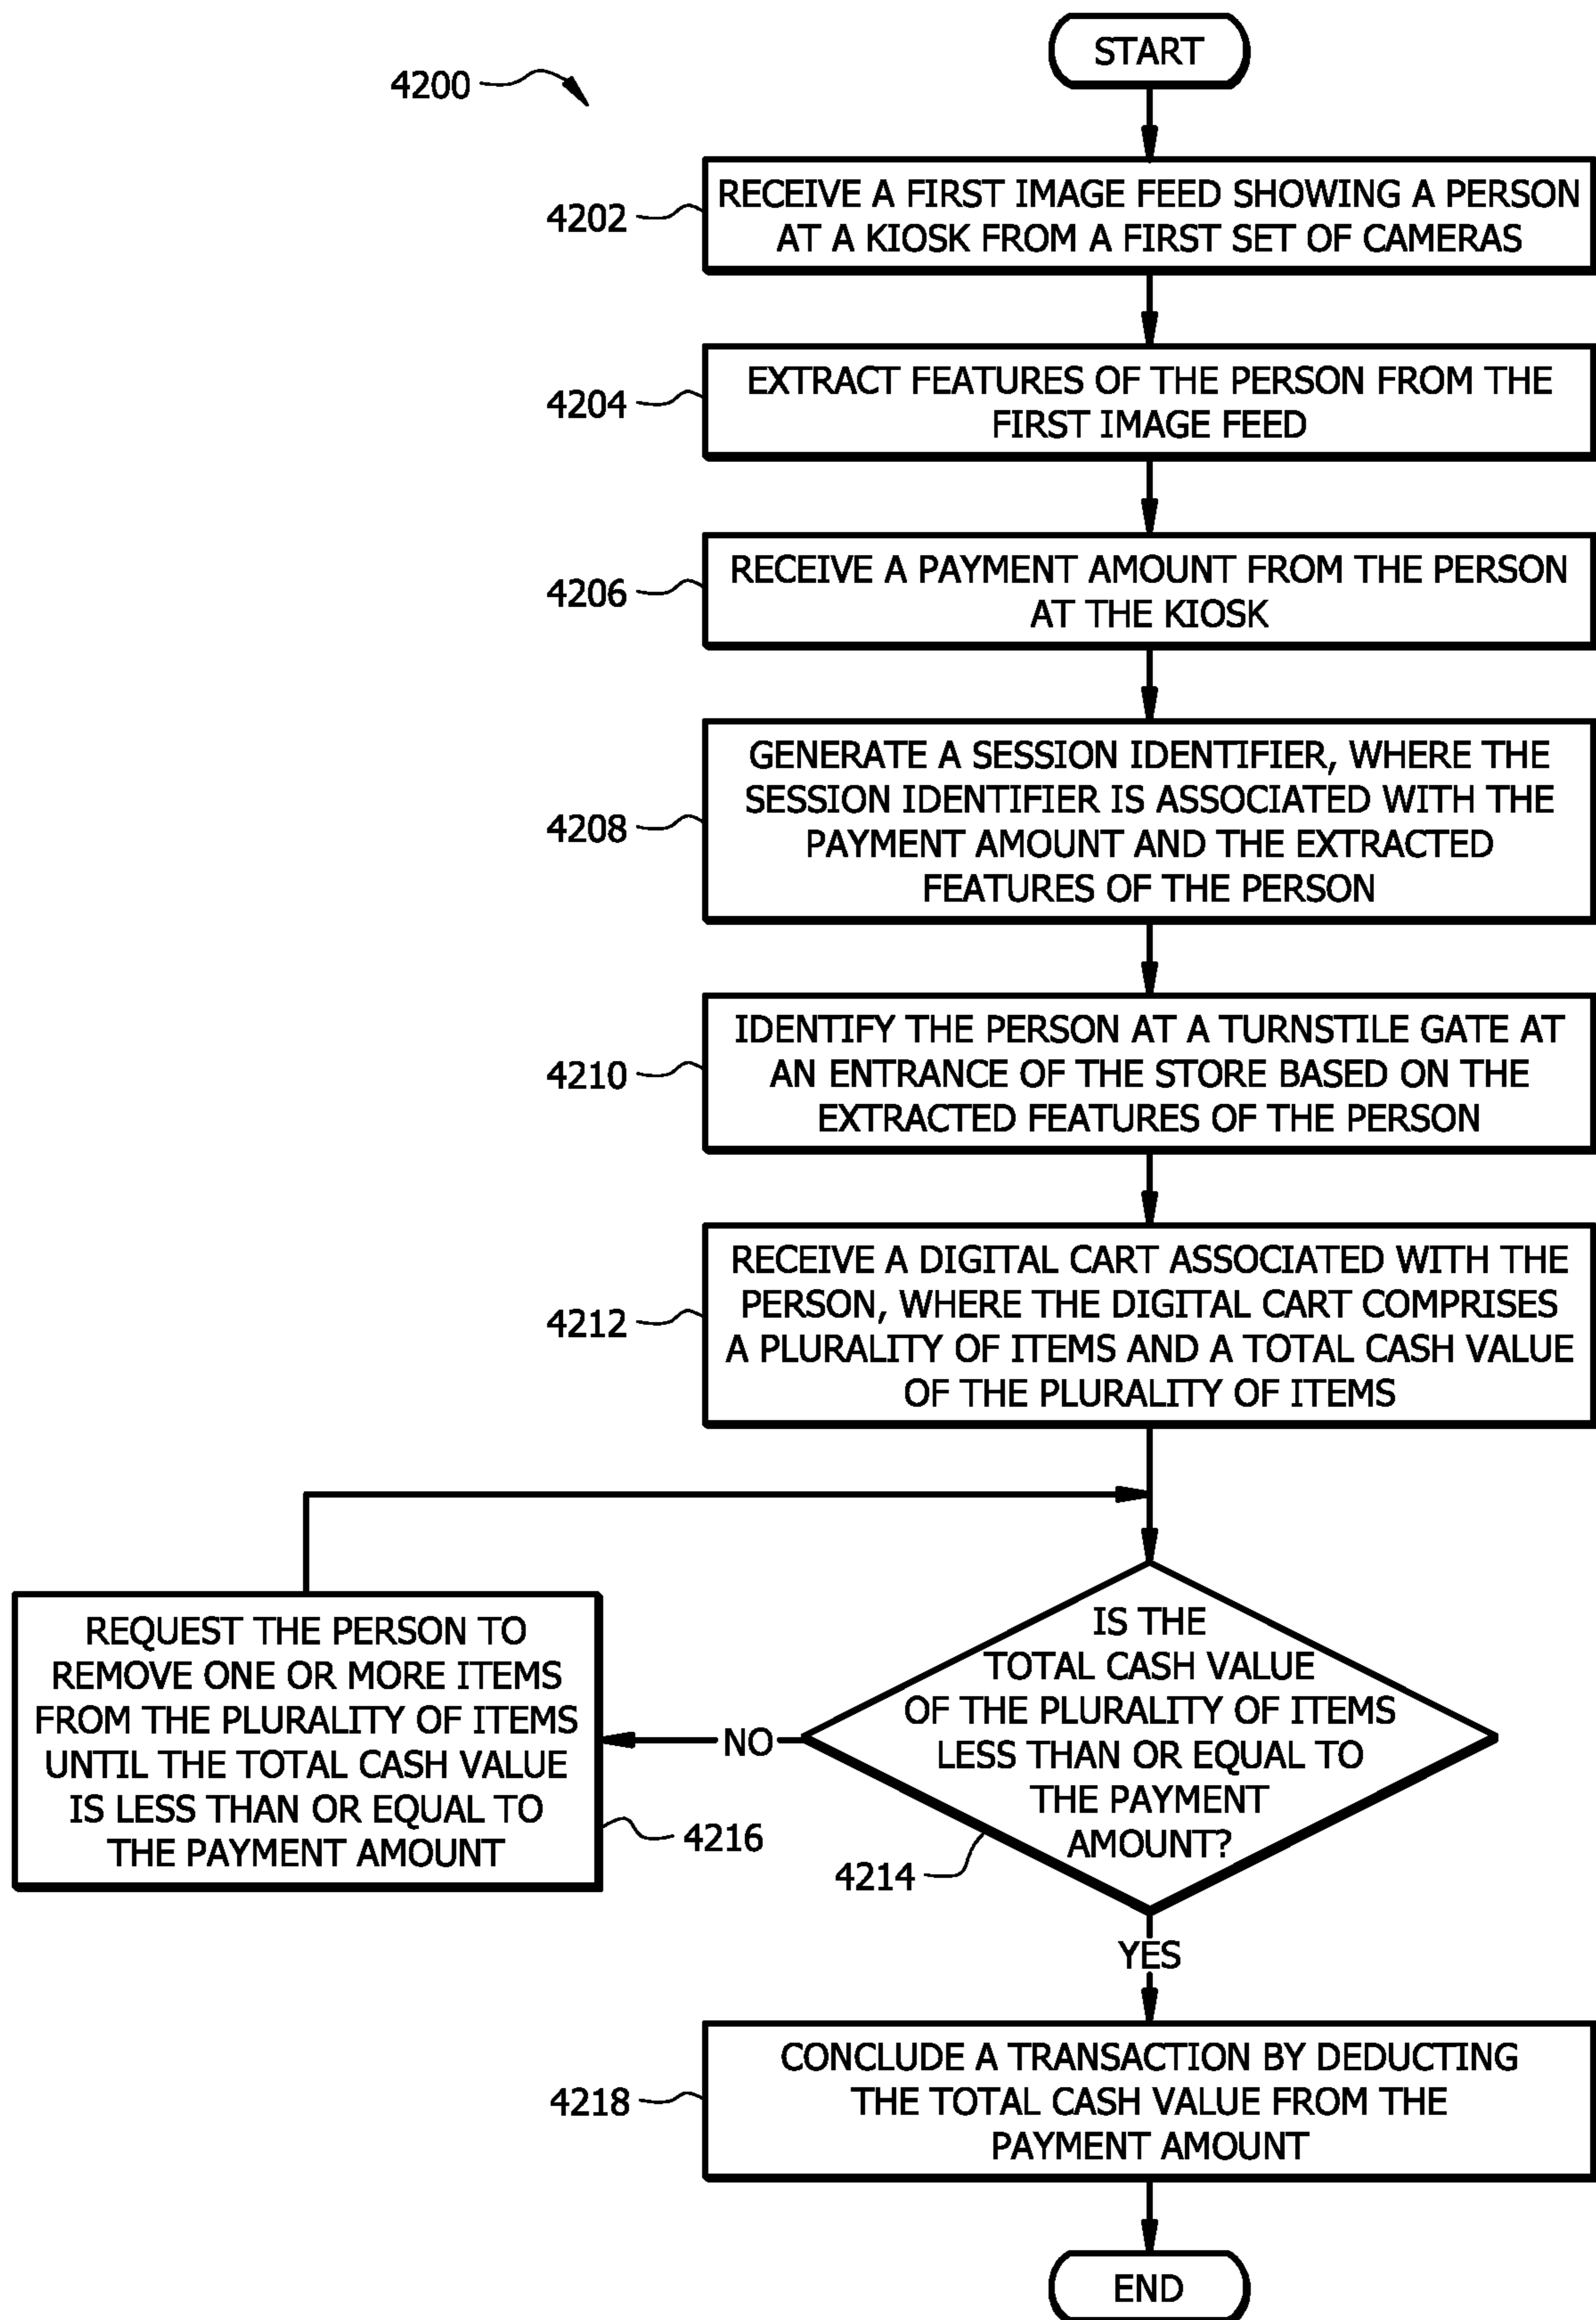 START
4200
4202
RECEIVE A FIRST IMAGE FEED SHOWING A PERSON
AT A KIOSK FROM A FIRST SET OF CAMERAS
4204
EXTRACT FEATURES OF THE PERSON FROM THE
FIRST IMAGE FEED
4206
RECEIVE A PAYMENT AMOUNT FROM THE PERSON
AT THE KIOSK
4208
GENERATE A SESSION IDENTIFIER, WHERE THE
SESSION IDENTIFIER IS ASSOCIATED WITH THE
PAYMENT AMOUNT AND THE EXTRACTED
FEATURES OF THE PERSON
4210
IDENTIFY THE PERSON AT A TURNSTILE GATE AT
AN ENTRANCE OF THE STORE BASED ON THE
EXTRACTED FEATURES OF THE PERSON
4212
RECEIVE A DIGITAL CART ASSOCIATED WITH THE
PERSON, WHERE THE DIGITAL CART COMPRISES
A PLURALITY OF ITEMS AND A TOTAL CASH VALUE
OF THE PLURALITY OF ITEMS
IS THE
TOTAL CASH VALUE
OF THE PLURALITY OF ITEMS
LESS THAN OR EQUAL TO
THE PAYMENT
AMOUNT?
4214
NO
REQUEST THE PERSON TO
REMOVE ONE OR MORE ITEMS
FROM THE PLURALITY OF ITEMS
UNTIL THE TOTAL CASH VALUE
IS LESS THAN OR EQUAL TO
THE PAYMENT AMOUNT
4216
YES
4218
CONCLUDE A TRANSACTION BY DEDUCTING
THE TOTAL CASH VALUE FROM THE
PAYMENT AMOUNT
END